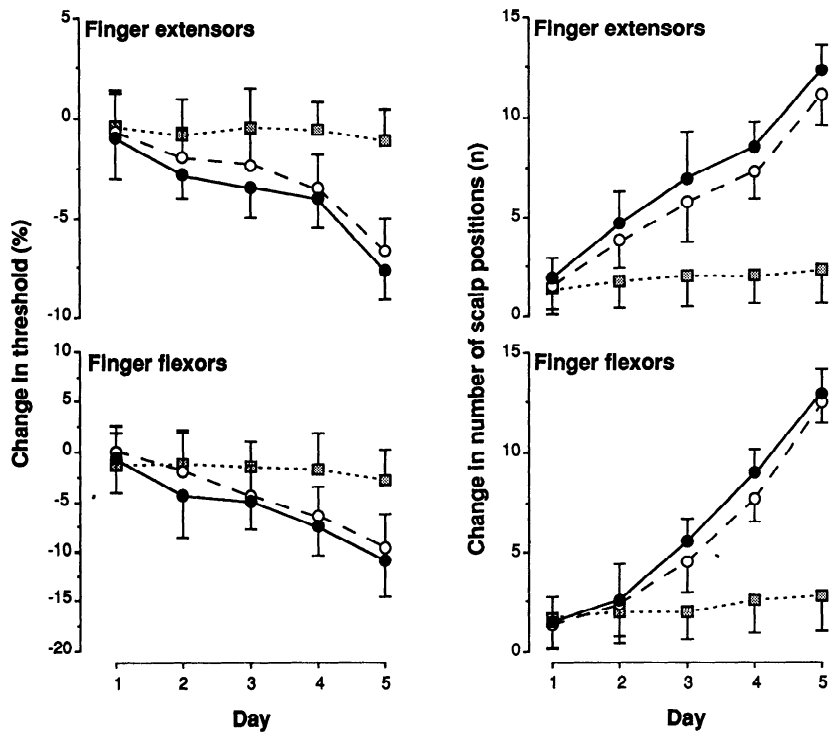 Finger extensors
Finger extensors
5
0
-5
-10
15
10
5
0
Change in threshold (%)
Change in number of scalp positions (n)
Finger flexors
Finger flexors
10
5
0
-5
-10
-15
-20
15
10
5
0
1 2 3 4 5
1 2 3 4 5
Day
Day